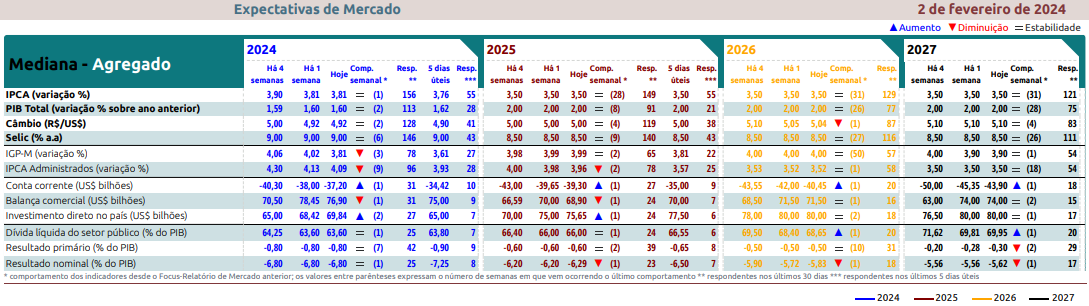 Expectativas de Mercado 2 de fevereiro de 2024
▲ Aumento ▼ Diminuição = Estabilidade
Mediana - Agregado
2024 2025 2026 2027
Há 4 semanas Há 1 semana Hoje Comp. semanal * Resp. ** 5 dias úteis Resp. *** Há 4 semanas Há 1 semana Hoje Comp. semanal * Resp. ** 5 dias úteis Resp. *** Há 4 semanas Há 1 semana Hoje Comp. semanal * Resp. ** Há 4 semanas Há 1 semana Hoje Comp. semanal * Resp. **
IPCA (variação %) 3,90 3,81 3,81 = (1) 156 3,76 55 3,50 3,50 3,50 = (28) 149 3,50 55 3,50 3,50 3,50 = (31) 129 3,50 3,50 3,50 = (31) 121
PIB Total (variação % sobre ano anterior) 1,59 1,60 1,60 = (2) 113 1,62 28 2,00 2,00 2,00 = (8) 91 2,00 21 2,00 2,00 2,00 = (26) 77 2,00 2,00 2,00 = (28) 75
Câmbio (R$/US$) 5,00 4,92 4,92 = (2) 128 4,90 41 5,00 5,00 5,00 = (4) 119 5,00 38 5,10 5,05 5,04 ▼ (1) 87 5,10 5,10 5,10 = (4) 83
Selic (% a.a) 9,00 9,00 9,00 = (6) 146 9,00 43 8,50 8,50 8,50 = (9) 140 8,50 43 8,50 8,50 8,50 = (27) 116 8,50 8,50 8,50 = (26) 111
IGP-M (variação %) 4,06 4,02 3,81 ▼ (3) 78 3,61 27 3,98 3,99 3,99 = (2) 65 3,81 22 4,00 4,00 4,00 = (50) 57 4,00 3,90 3,90 = (1) 54
IPCA Administrados (variação %) 4,30 4,13 4,09 ▼ (9) 96 3,93 28 4,00 3,98 3,96 ▼ (2) 78 3,57 25 3,53 3,52 3,52 = (1) 58 3,50 3,50 3,50 = (18) 54
Conta corrente (US$ bilhões) -40,30 -38,00 -37,20 ▲ (1) 31 -34,42 10 -43,00 -39,65 -39,30 ▲ (1) 27 -35,00 9 -43,55 -42,00 -40,45 ▲ (1) 20 -50,00 -45,35 -43,90 ▲ (1) 18
Balança comercial (US$ bilhões) 70,50 78,45 76,90 ▼ (1) 31 75,00 9 66,59 70,00 68,90 ▼ (1) 24 70,00 7 68,50 71,50 71,50 = (1) 16 63,00 74,00 74,00 = (2) 15
Investimento direto no país (US$ bilhões) 65,00 68,42 69,84 ▲ (2) 27 65,00 7 70,00 75,00 75,65 ▲ (1) 24 77,50 6 78,00 80,00 80,00 = (2) 18 76,50 80,00 80,00 = (1) 17
Dívida líquida do setor público (% do PIB) 64,25 63,60 63,60 = (1) 25 63,80 7 66,40 66,00 66,00 = (1) 24 66,55 6 69,50 68,40 68,65 ▲ (1) 20 71,62 69,81 69,95 ▲ (1) 20
Resultado primário (% do PIB) -0,80 -0,80 -0,80 = (7) 42 -0,90 9 -0,60 -0,60 -0,60 = (2) 39 -0,65 8 -0,50 -0,50 -0,50 = (10) 31 -0,20 -0,28 -0,30 ▼ (2) 29
Resultado nominal (% do PIB) -6,80 -6,80 -6,80 = (1) 25 -7,25 8 -6,20 -6,20 -6,29 ▼ (1) 23 -6,50 7 -5,90 -5,72 -5,83 ▼ (1) 18 -5,56 -5,56 -5,62 ▼ (1) 17
* comportamento dos indicadores desde o Focus-Relatório de Mercado anterior; os valores entre parênteses expressam o número de semanas em que vem ocorrendo o último comportamento ** respondentes nos últimos 30 dias *** respondentes nos últimos 5 dias úteis
2024 2025 2026 2027